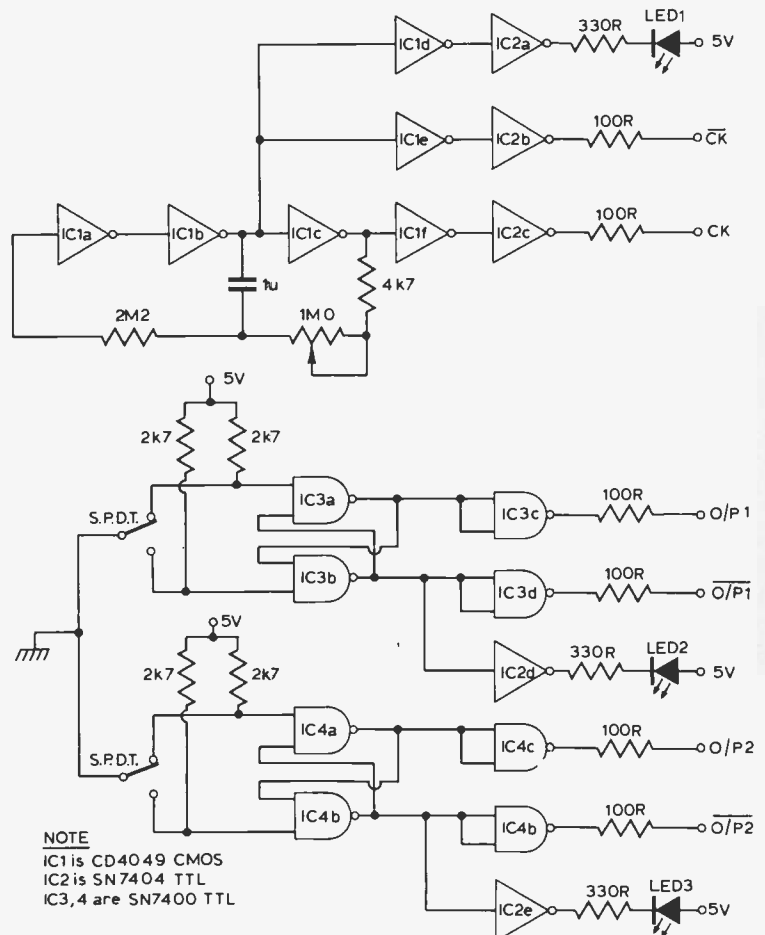 LED1
IC1d
IC2a
330R
5V
IC1e
IC2b
100R
CK
IC1a
IC1b
IC1c
IC1f
IC2c
100R
CK
1u
4k7
2M2
1M0
5V
2k7
2k7
S.P.D.T.
IC3a
IC3c
100R
O/P1
IC3b
IC3d
100R
O/P1
5V
IC2d
330R
LED2
5V
2k7
2k7
S.P.D.T.
IC4a
IC4c
100R
O/P2
IC4b
IC4b
100R
O/P2
IC2e
330R
LED3
5V
NOTE
IC1 is CD4049 CMOS
IC2 is SN7404 TTL
IC3,4 are SN7400 TTL